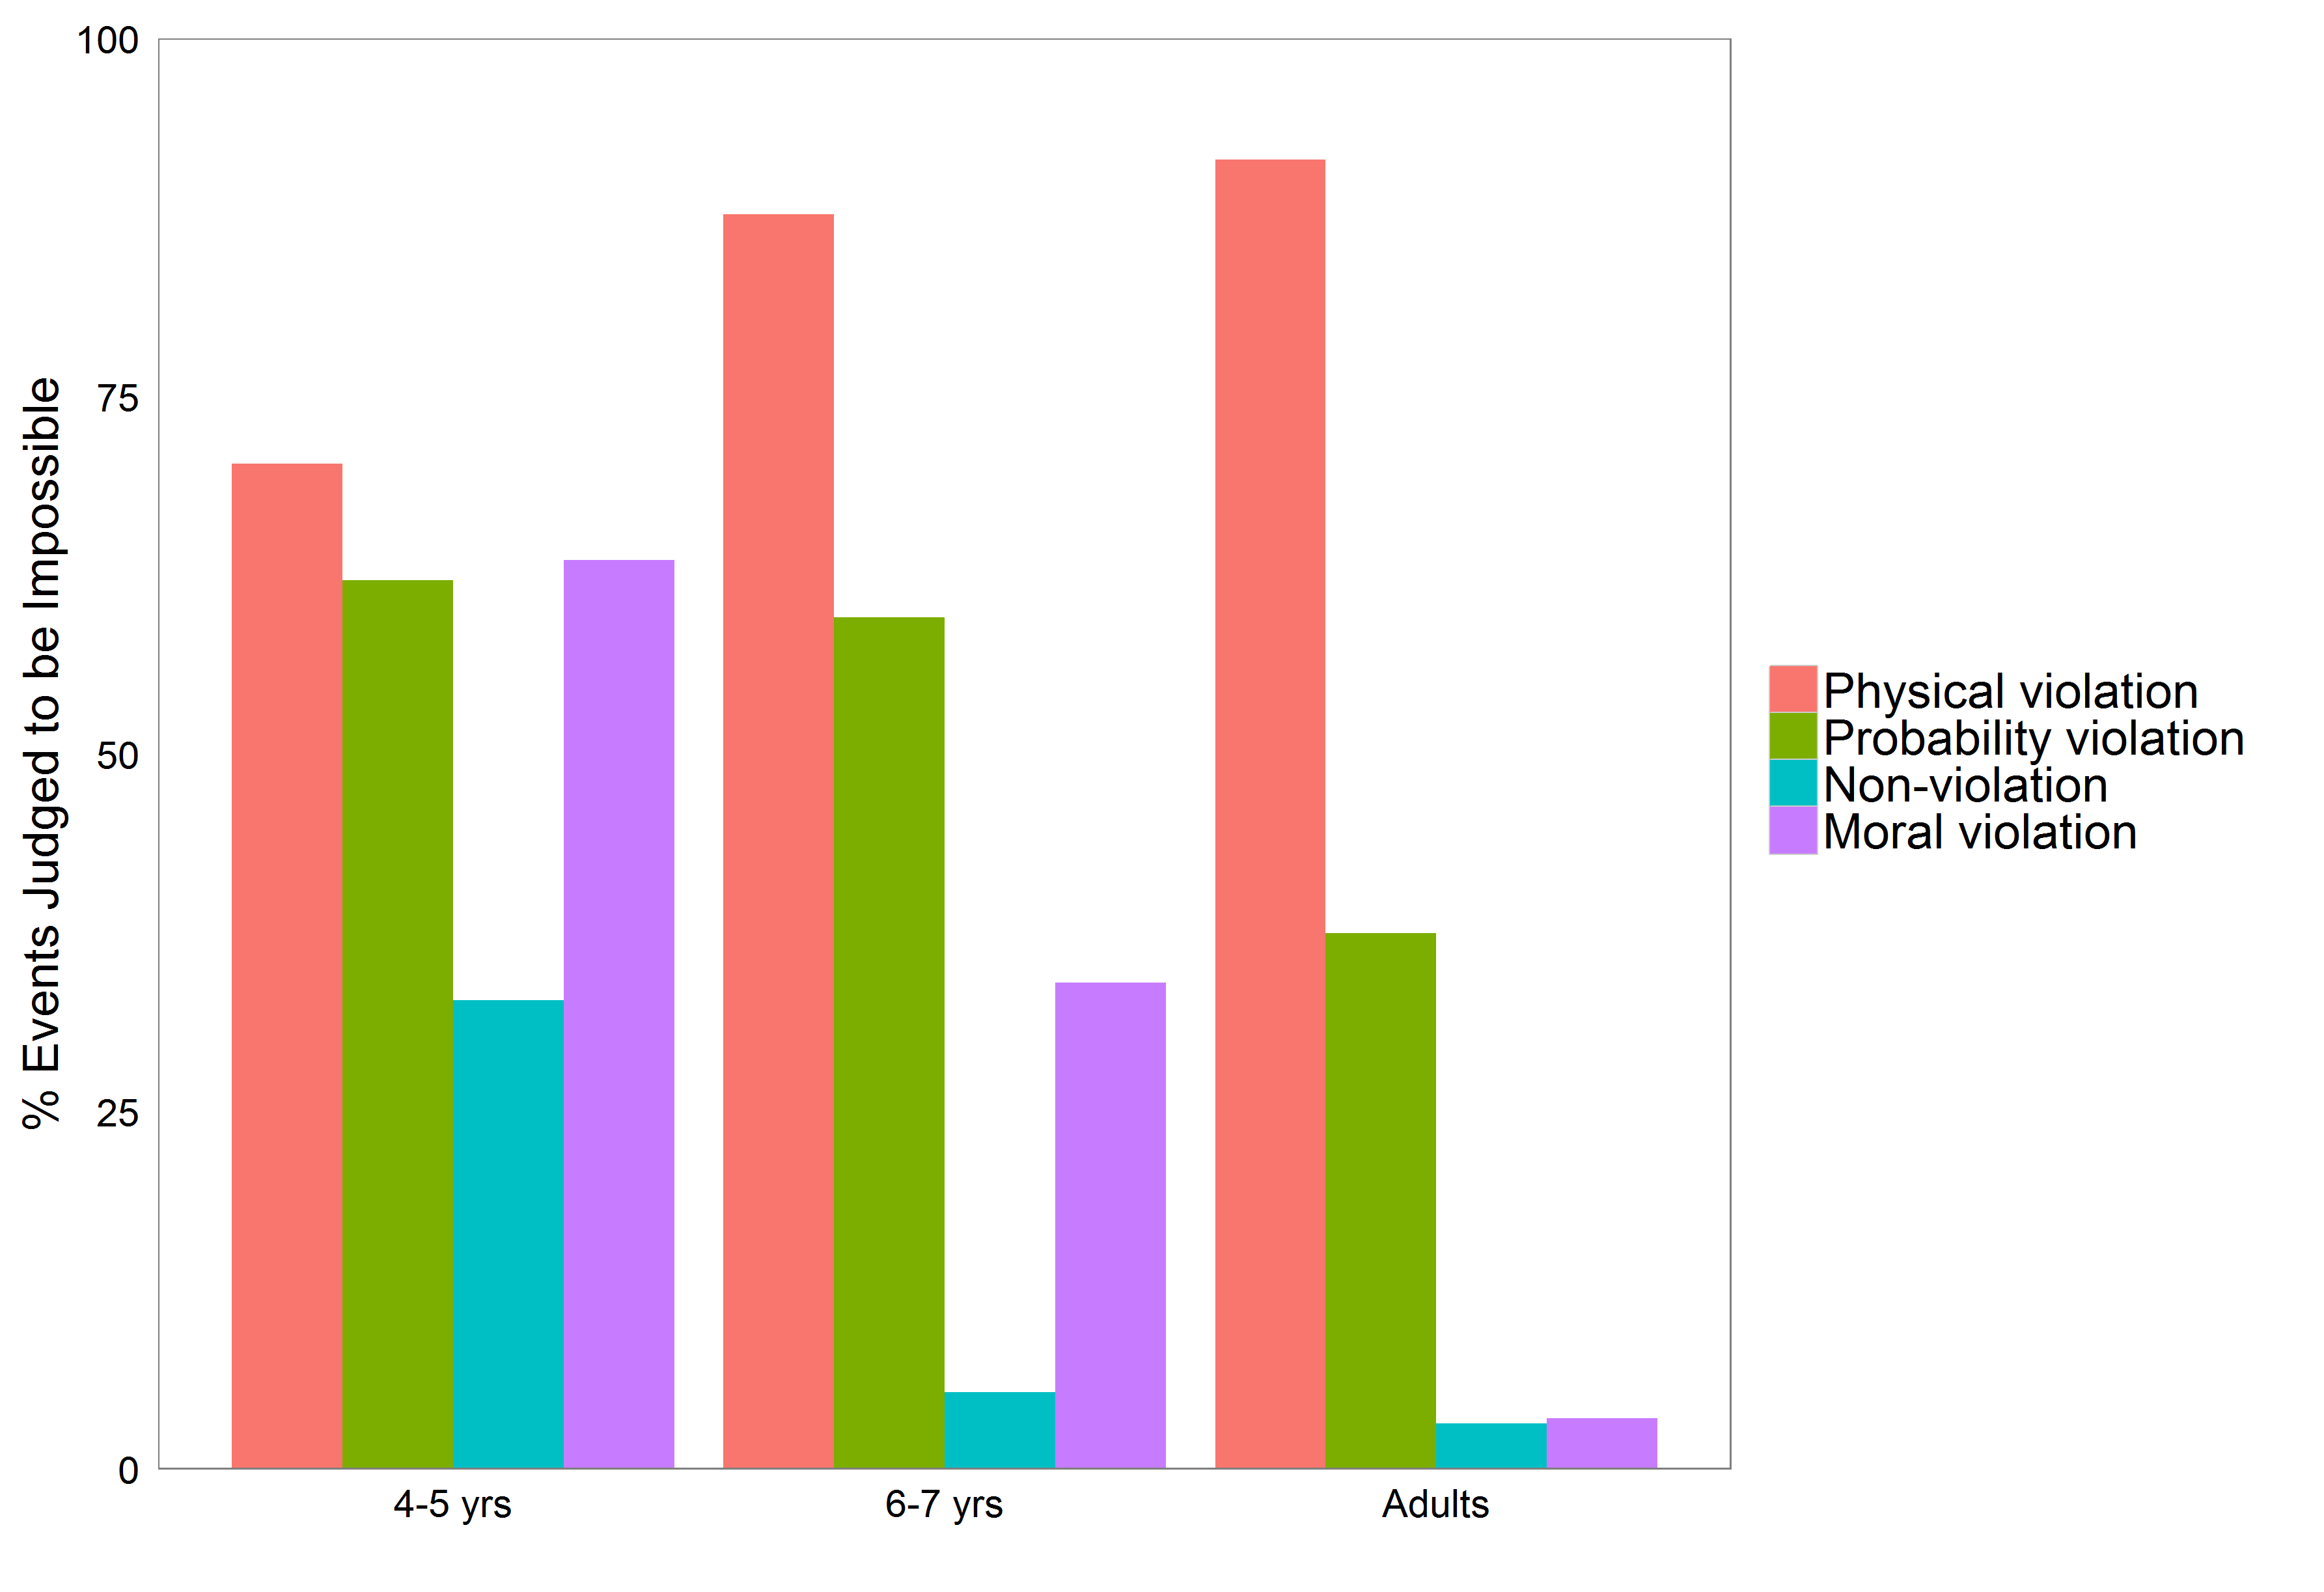 % Events Judged to be Impossible
100
75
50
25
0
4-5 yrs
6-7 yrs
Adults
Physical violation
Probability violation
Non-violation
Moral violation